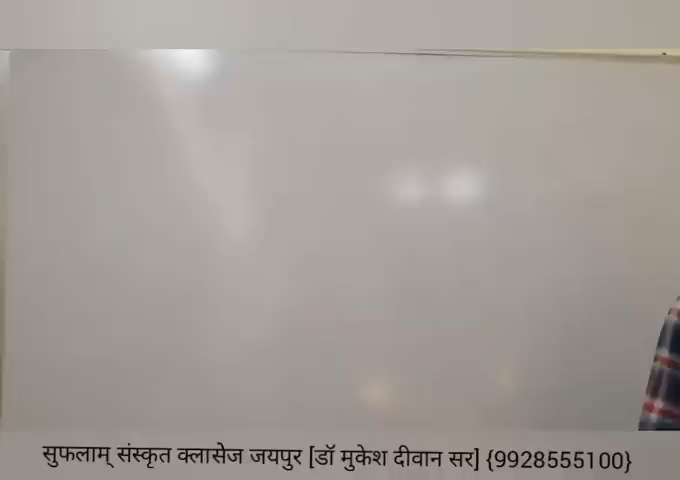 सुफलाम् संस्कृत क्लासेज जयपुर [डॉ मुकेश दीवान सर] {9928555100}